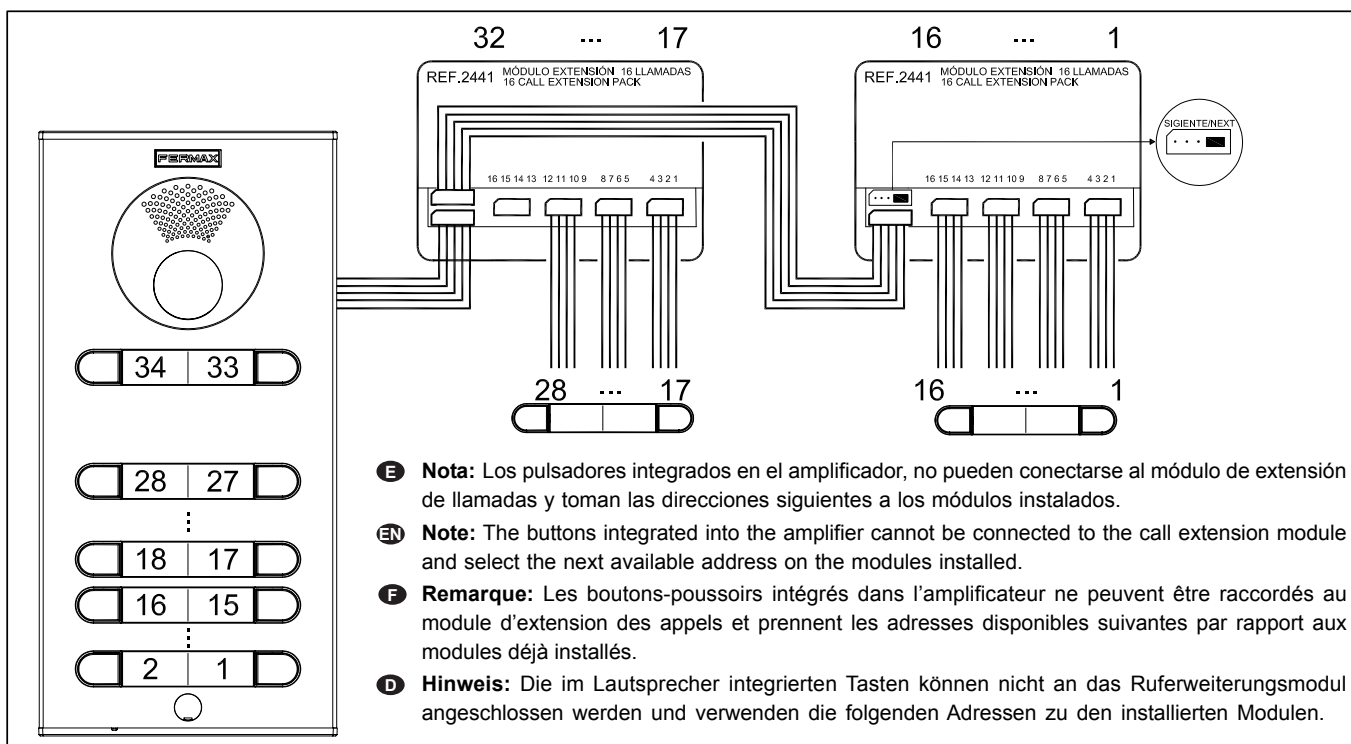 32 ... 17
16 ... 1
REF.2441 MÓDULO EXTENSIÓN 16 LLAMADAS
16 CALL EXTENSION PACK
REF.2441 MÓDULO EXTENSIÓN 16 LLAMADAS
16 CALL EXTENSION PACK
SIGIENTE/NEXT
FERMAX
16 15 14 13 12 11 10 9 8 7 6 5 4 3 2 1
16 15 14 13 12 11 10 9 8 7 6 5 4 3 2 1
34 33
28 ... 17
16 ... 1
28 27
18 17
16 15
2 1
E Nota: Los pulsadores integrados en el amplificador, no pueden conectarse al módulo de extensión
de llamadas y toman las direcciones siguientes a los módulos instalados.
EN Note: The buttons integrated into the amplifier cannot be connected to the call extension module
and select the next available address on the modules installed.
F Remarque: Les boutons-poussoirs intégrés dans l'amplificateur ne peuvent être raccordés au
module d'extension des appels et prennent les adresses disponibles suivantes par rapport aux
modules déjà installés.
D Hinweis: Die im Lautsprecher integrierten Tasten können nicht an das Ruferweiterungsmodul
angeschlossen werden und verwenden die folgenden Adressen zu den installierten Modulen.